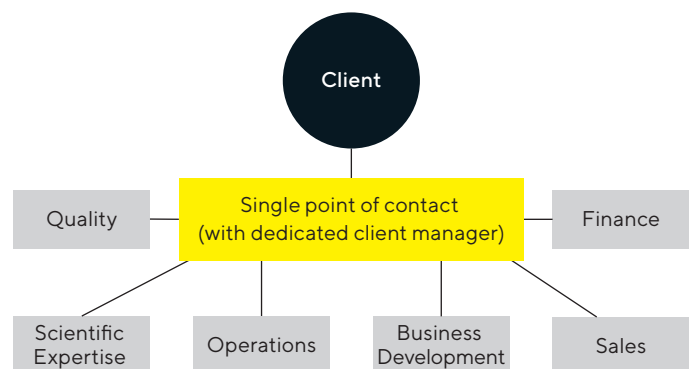 Client
Single point of contact
(with dedicated client manager)
Quality
Finance
Scientific
Expertise
Operations
Business
Development
Sales